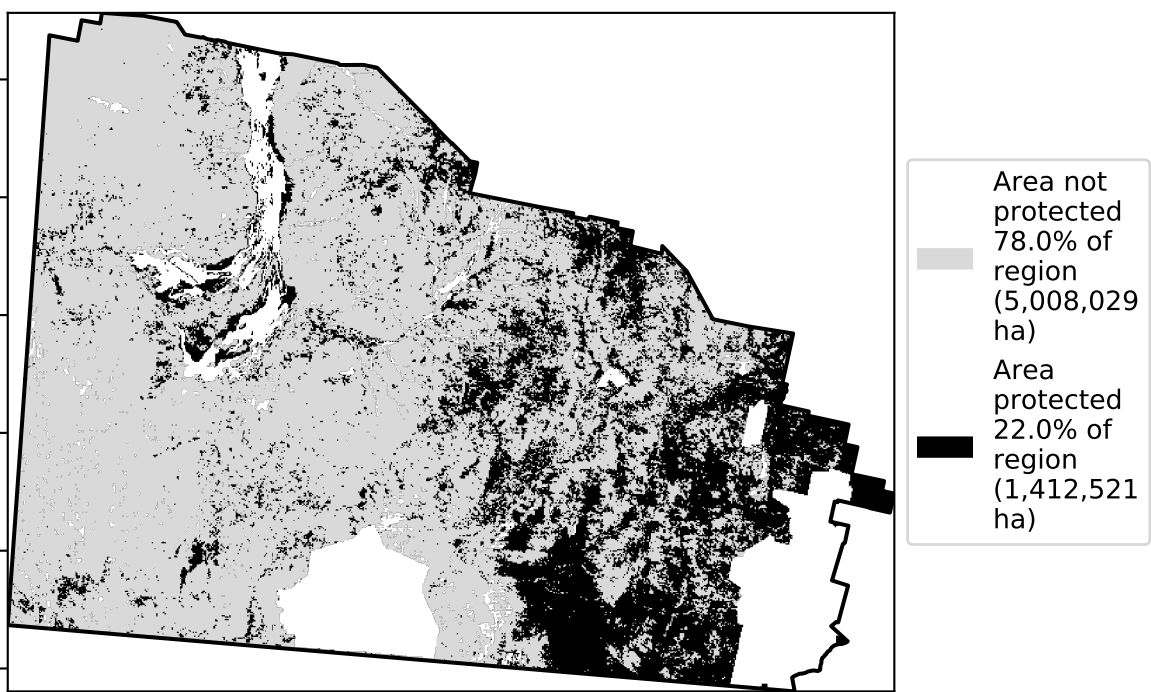 Area not
protected
78.0% of
region
(5,008,029
ha)
Area
protected
22.0% of
region
(1,412,521
ha)